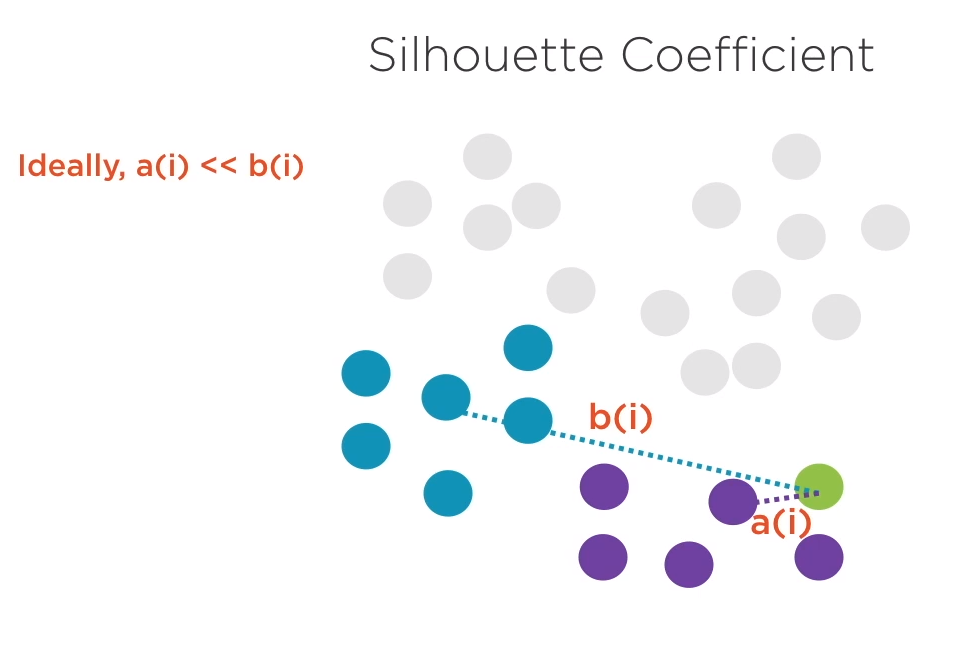 Silhouette Coefficient
Ideally, a(i) << b(i)
b(i)
a(i)